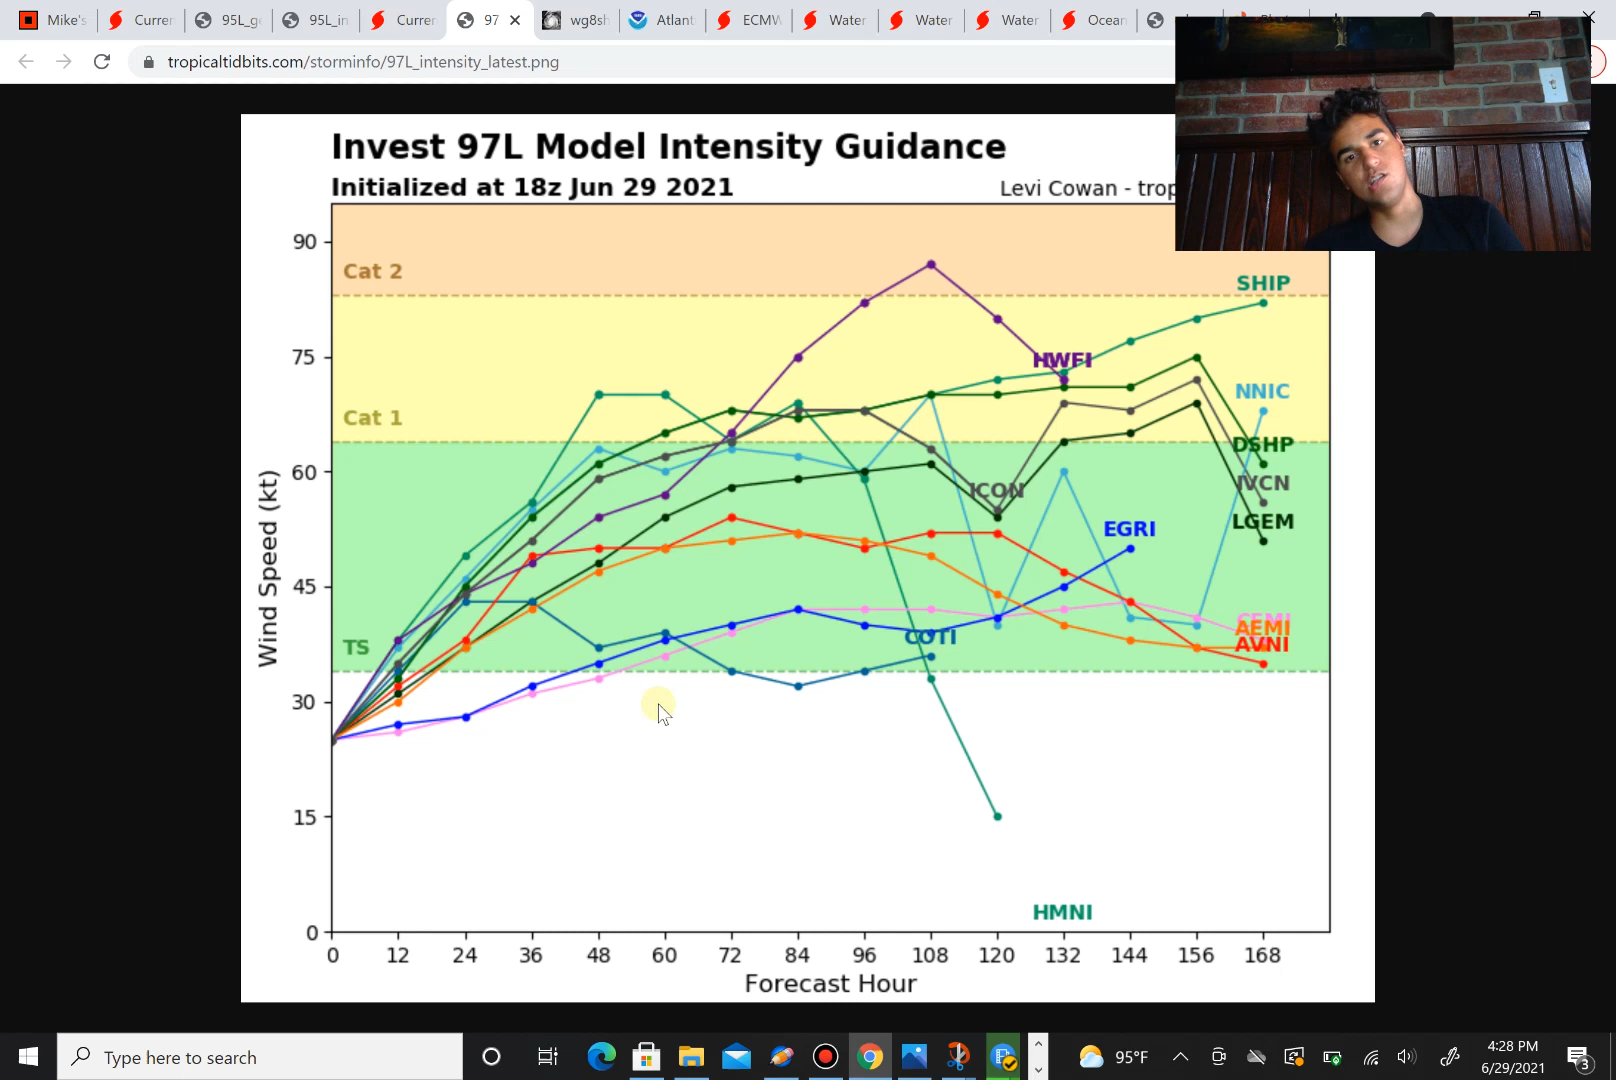 Mike's
Curren
95L_g
95L_in
Curren
97
wg8sh
Atlant
ECMW
Water
Water
Water
Ocean
tropicaltidbits.com/storminfo/97L_intensity_latest.png
Invest 97L Model Intensity Guidance
Initialized at 18z Jun 29 2021
Levi Cowan - trop
90
75
60
45
30
15
0
Wind Speed (kt)
Cat 2
Cat 1
TS
SHIP
HWFI
NNIC
DSHP
IVCN
ICON
LGEM
EGRI
CEMI
AEMI
AVNI
COTI
HMNI
0 12 24 36 48 60 72 84 96 108 120 132 144 156 168
Forecast Hour
Type here to search
95°F
4:28 PM
6/29/2021
3